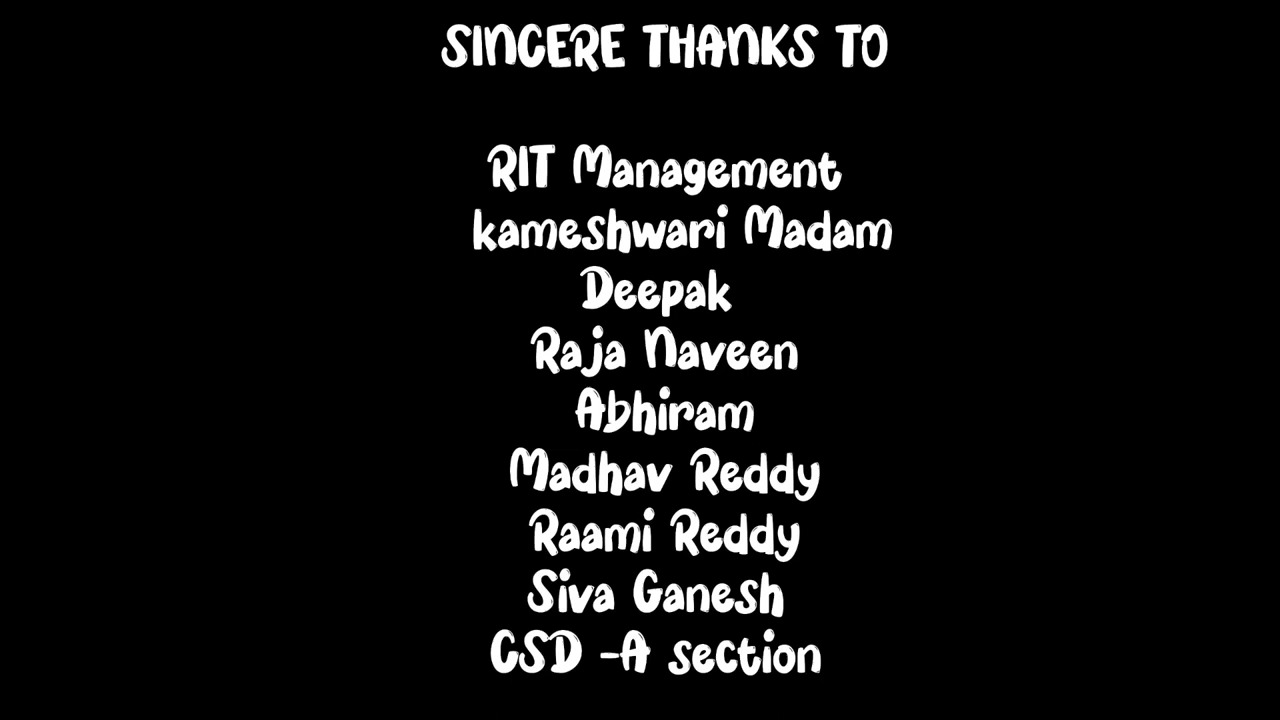 SINCERE THANKS TO
RIT Management
kameshwari Madam
Deepak
Raja Naveen
Abhiram
Madhav Reddy
Raami Reddy
Siva Ganesh
CSD -A section